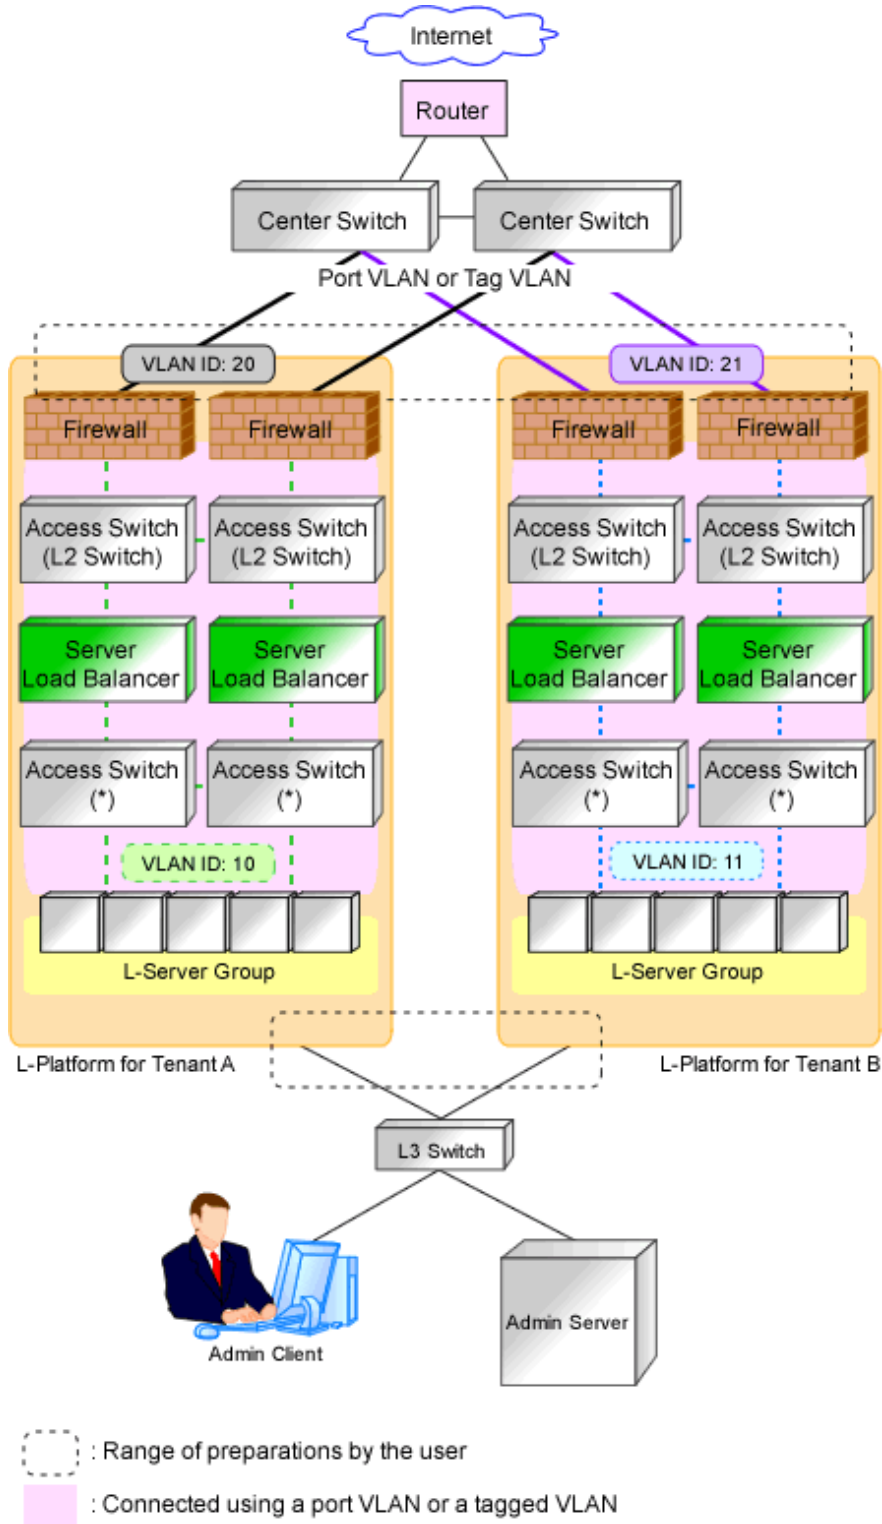 Internet
Router
Center Switch
Center Switch
Port VLAN or Tag VLAN
VLAN ID: 20
VLAN ID: 21
Firewall
Firewall
Firewall
Firewall
Access Switch
(L2 Switch)
Access Switch
(L2 Switch)
Access Switch
(L2 Switch)
Access Switch
(L2 Switch)
Server
Load Balancer
Server
Load Balancer
Server
Load Balancer
Server
Load Balancer
Access Switch
(*)
Access Switch
(*)
Access Switch
(*)
Access Switch
(*)
VLAN ID: 10
VLAN ID: 11
L-Server Group
L-Server Group
L-Platform for Tenant A
L-Platform for Tenant B
L3 Switch
Admin Client
Admin Server
: Range of preparations by the user
: Connected using a port VLAN or a tagged VLAN